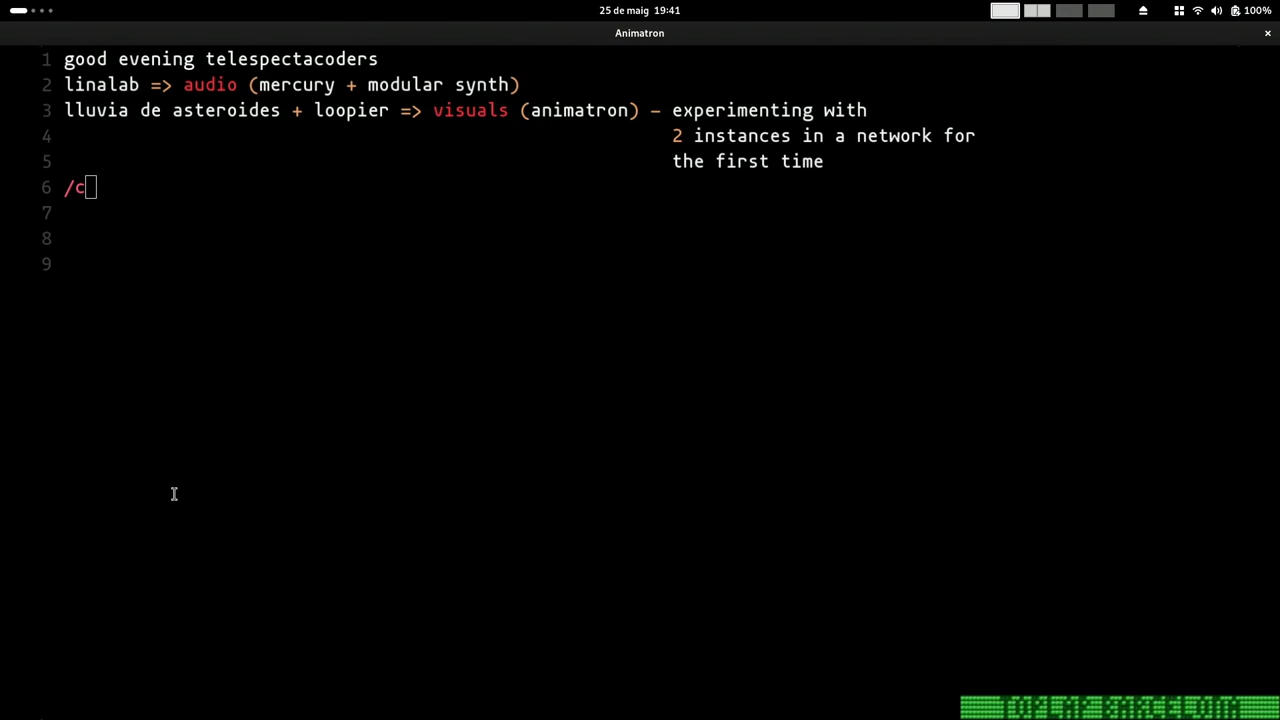 25 de maig 19:41
100%
Animatron
1 good evening telespectacoders
2 linalab => audio (mercury + modular synth)
3 lluvia de asteroides + loopier => visuals (animatron) - experimenting with
4 2 instances in a network for
5 the first time
6 /c
7
8
9
TOPLAP BARCELONA